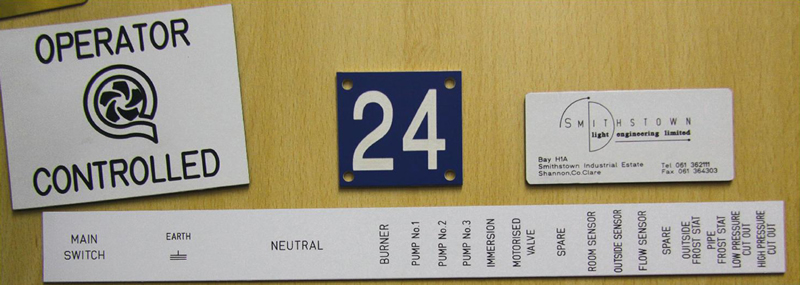 OPERATOR
CONTROLLED
24
SMITHSTOWN
light engineering limited
Bay H1A
Smithstown Industrial Estate
Shannon,Co.Clare
Tel 061 362111
Fax 061 364303
MAIN
SWITCH
EARTH
NEUTRAL
BURNER
PUMP No.1
PUMP No.2
PUMP No.3
IMMERSION
MOTORISED
VALVE
SPARE
ROOM SENSOR
OUTSIDE SENSOR
FLOW SENSOR
SPARE
OUITSIDE
FROST STAT
PIPE
FROST STAT
LOW PRESSURE
CUT OUT
HIGH PRESSURE
CUT OUT